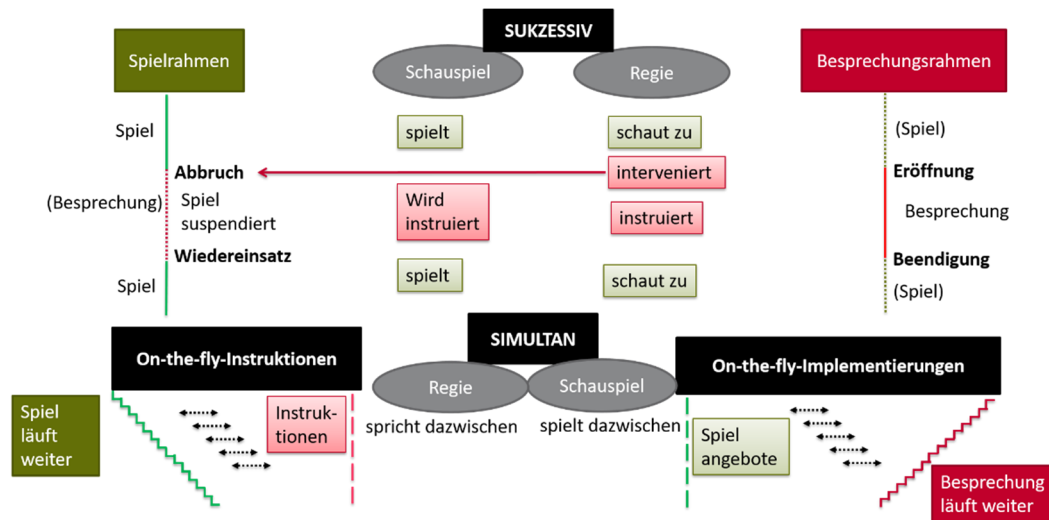 SUKZESSIV
Spielrahmen
Schauspiel
Regie
Besprechungsrahmen
Spiel
spielt
schaut zu
(Spiel)
Abbruch
interveniert
Eröffnung
(Besprechung)
Spiel
suspendiert
Wird
instruiert
instruiert
Besprechung
Wiedereinsatz
Beendigung
Spiel
spielt
schaut zu
(Spiel)
SIMULTAN
On-the-fly-Instruktionen
Regie
Schauspiel
On-the-fly-Implementierungen
spricht dazwischen
spielt dazwischen
Spiel
läuft
weiter
Instruk-
tionen
Spiel
angebote
Besprechung
läuft weiter